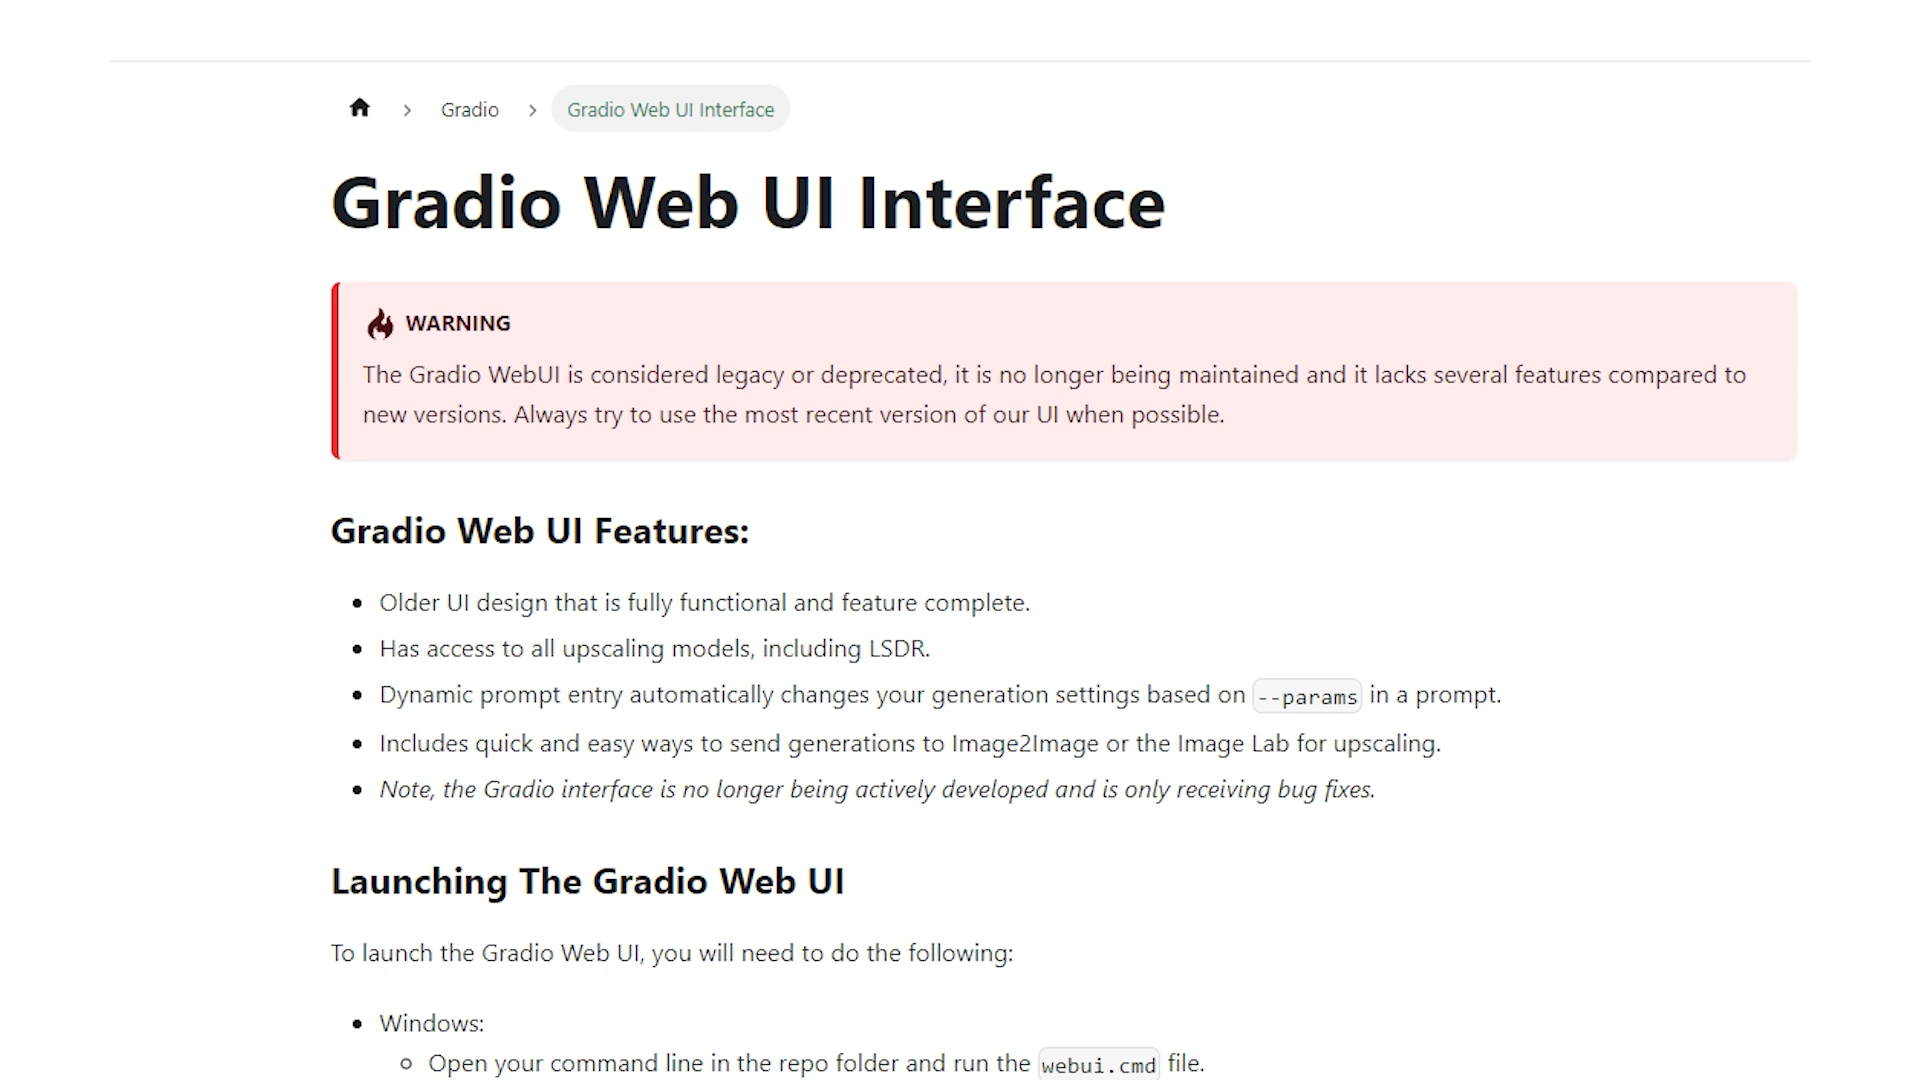 Gradio Gradio Web UI Interface
Gradio Web UI Interface
WARNING
The Gradio WebUI is considered legacy or deprecated, it is no longer being maintained and it lacks several features compared to
new versions. Always try to use the most recent version of our UI when possible.
Gradio Web UI Features:
Older UI design that is fully functional and feature complete.
Has access to all upscaling models, including LSDR.
Dynamic prompt entry automatically changes your generation settings based on --params in a prompt.
Includes quick and easy ways to send generations to Image2Image or the Image Lab for upscaling.
Note, the Gradio interface is no longer being actively developed and is only receiving bug fixes.
Launching The Gradio Web UI
To launch the Gradio Web UI, you will need to do the following:
Windows:
Open your command line in the repo folder and run the webui.cmd file.